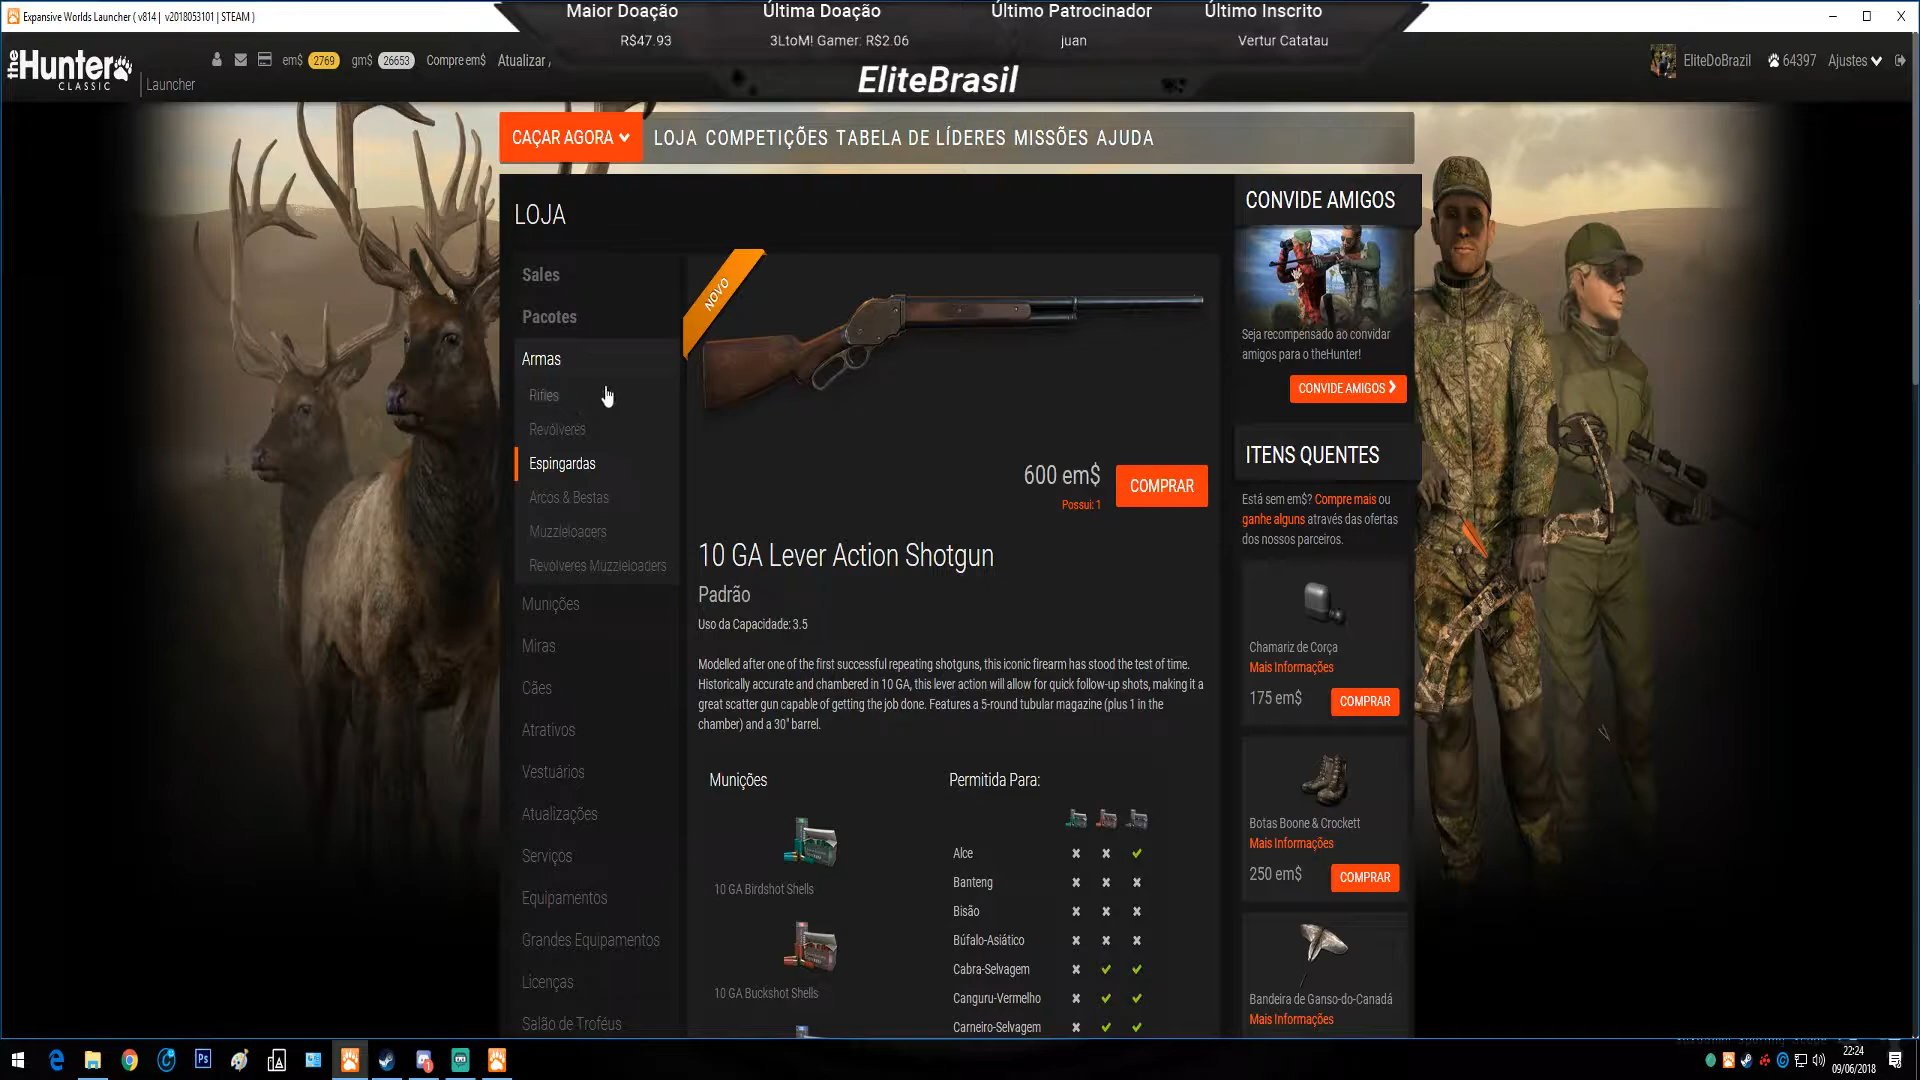 Expansive Worlds Launcher ( v814 | v2018053101 | STEAM )
Maior Doação
R$47.93
Última Doação
3LtoM! Gamer: R$2.06
Último Patrocinador
juan
Último Inscrito
Vertur Catatau
EliteBrasil
theHunter
CLASSIC
Launcher
em$ 2769 gm$ 26653 Compre em$ Atualizar
EliteDoBrazil 64397 Ajustes
CAÇAR AGORA LOJA COMPETIÇÕES TABELA DE LÍDERES MISSÕES AJUDA
LOJA
Sales
Pacotes
Armas
Rifles
Revólveres
Espingardas
Arcos & Bestas
Muzzleloaders
Revolveres Muzzleloaders
Munições
Miras
Cães
Atrativos
Vestuários
Atualizações
Serviços
Equipamentos
Grandes Equipamentos
Licenças
Salão de Troféus
NOVO
600 em$
Possui: 1
COMPRAR
10 GA Lever Action Shotgun
Padrão
Uso da Capacidade: 3.5
Modelled after one of the first successful repeating shotguns, this iconic firearm has stood the test of time.
Historically accurate and chambered in 10 GA, this lever action will allow for quick follow-up shots, making it a
great scatter gun capable of getting the job done. Features a 5-round tubular magazine (plus 1 in the
chamber) and a 30" barrel.
Munições
10 GA Birdshot Shells
10 GA Buckshot Shells
Permitida Para:
Alce
Banteng
Bisão
Búfalo-Asiático
Cabra-Selvagem
Canguru-Vermelho
Carneiro-Selvagem
CONVIDE AMIGOS
Seja recompensado ao convidar
amigos para o theHunter!
CONVIDE AMIGOS
ITENS QUENTES
Está sem em$? Compre mais ou
ganhe alguns através das ofertas
dos nossos parceiros.
Chamariz de Corça
Mais Informações
175 em$ COMPRAR
Botas Boone & Crockett
Mais Informações
250 em$ COMPRAR
Bandeira de Ganso-do-Canadá
Mais Informações
22:24
09/06/2018